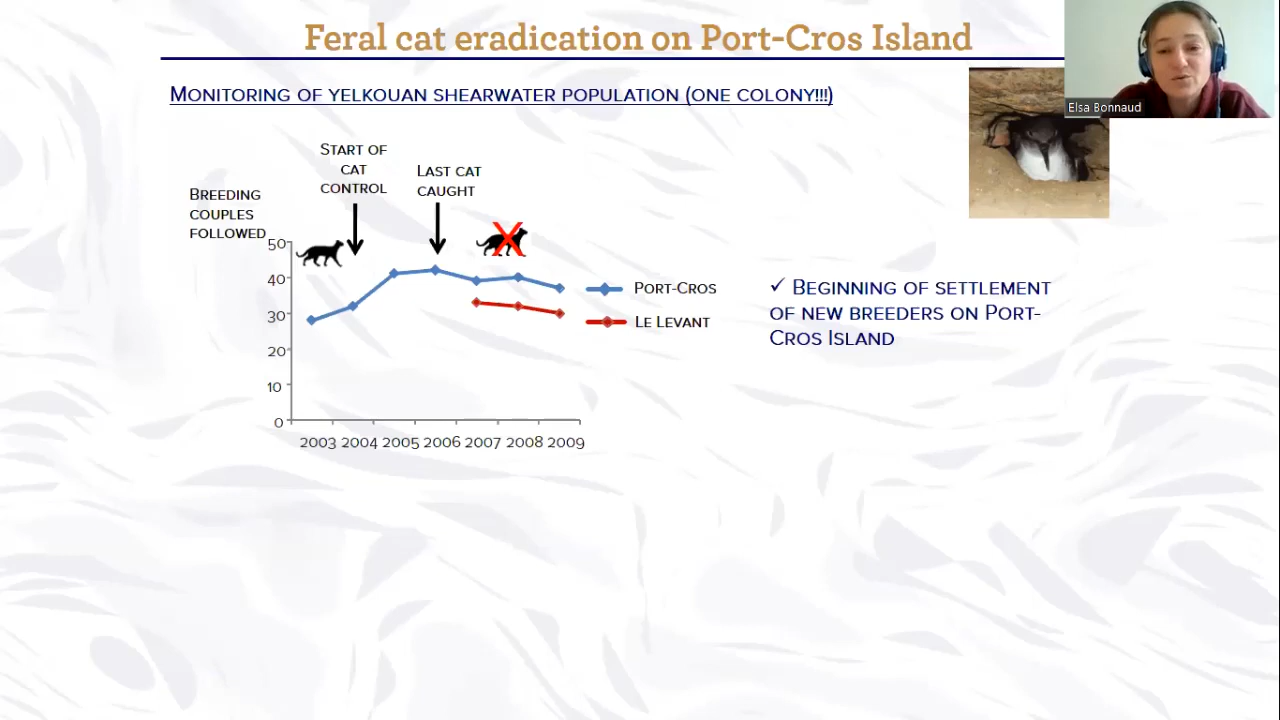 Feral cat eradication on Port-Cros Island
Elsa Bonnaud
MONITORING OF YELKOUAN SHEARWATER POPULATION (ONE COLONY!!!)
START OF
CAT
CONTROL
LAST CAT
CAUGHT
BREEDING
COUPLES
FOLLOWED
50
40
30
20
10
0
2003 2004 2005 2006 2007 2008 2009
PORT-CROS
LE LEVANT
✓ BEGINNING OF SETTLEMENT
OF NEW BREEDERS ON PORT-
CROS ISLAND